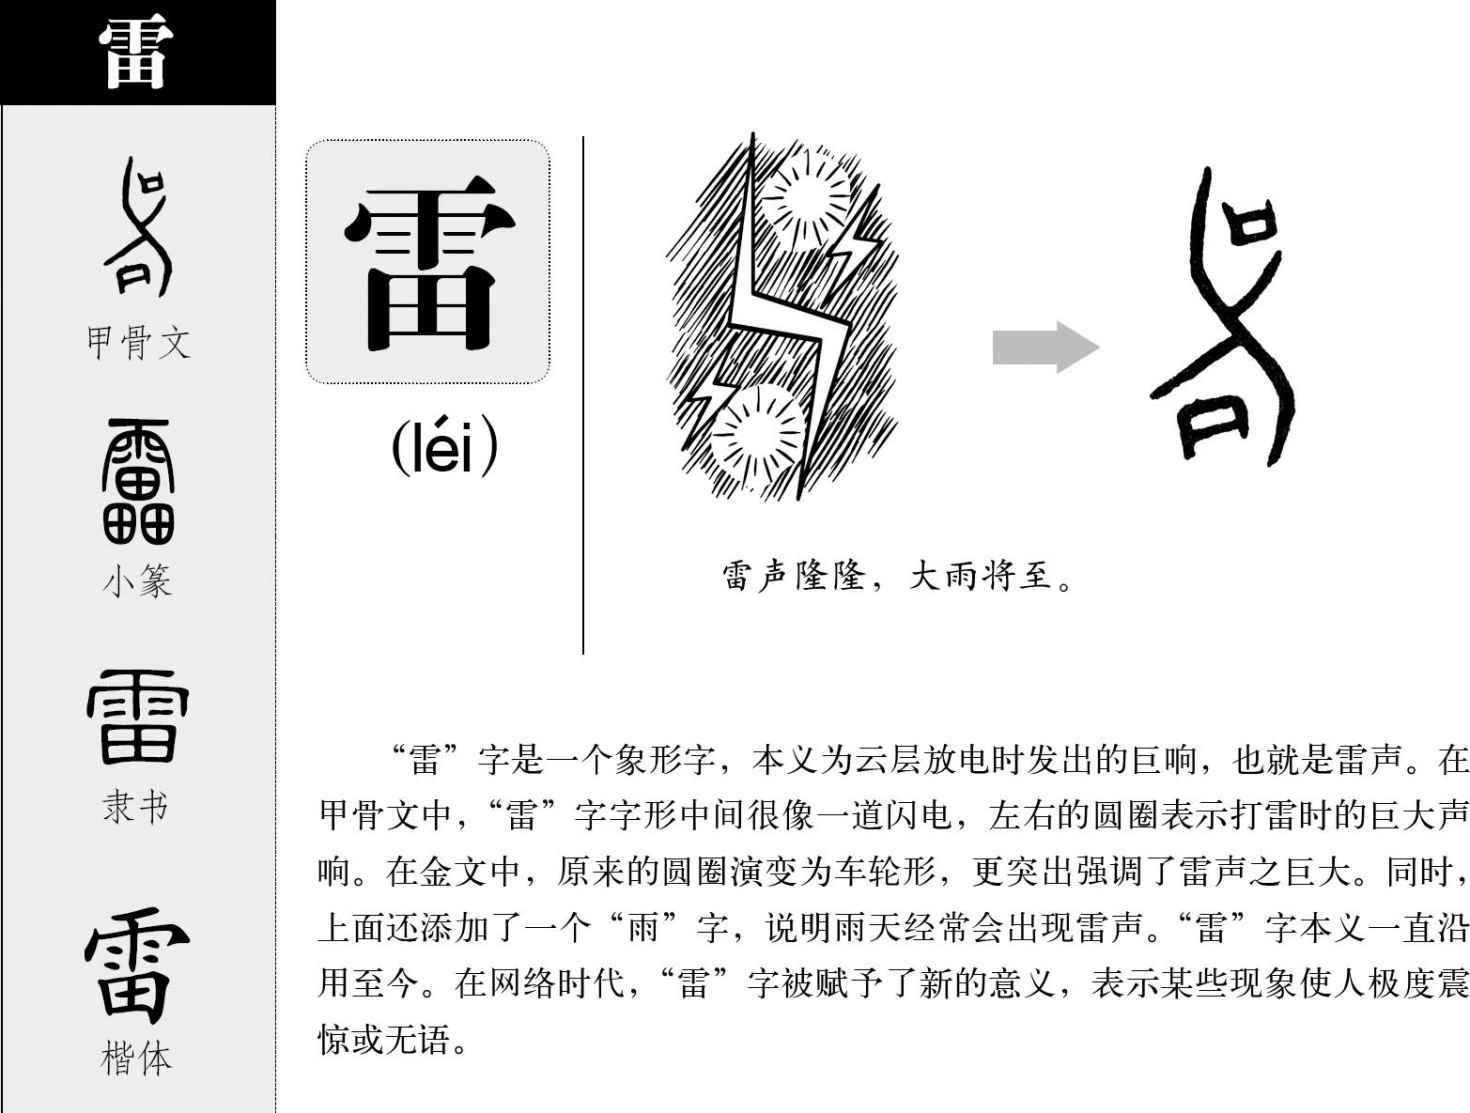 雷
甲骨文
小篆
隶书
楷体
雷
(léi)
雷声隆隆，大雨将至。
“雷”字是一个象形字，本义为云层放电时发出的巨响，也就是雷声。在
甲骨文中，“雷”字字形中间很像一道闪电，左右的圆圈表示打雷时的巨大声
响。在金文中，原来的圆圈演变为车轮形，更突出强调了雷声之巨大。同时，
上面还添加了一个“雨”字，说明雨天经常会出现雷声。“雷”字本义一直沿
用至今。在网络时代，“雷”字被赋予了新的意义，表示某些现象使人极度震
惊或无语。